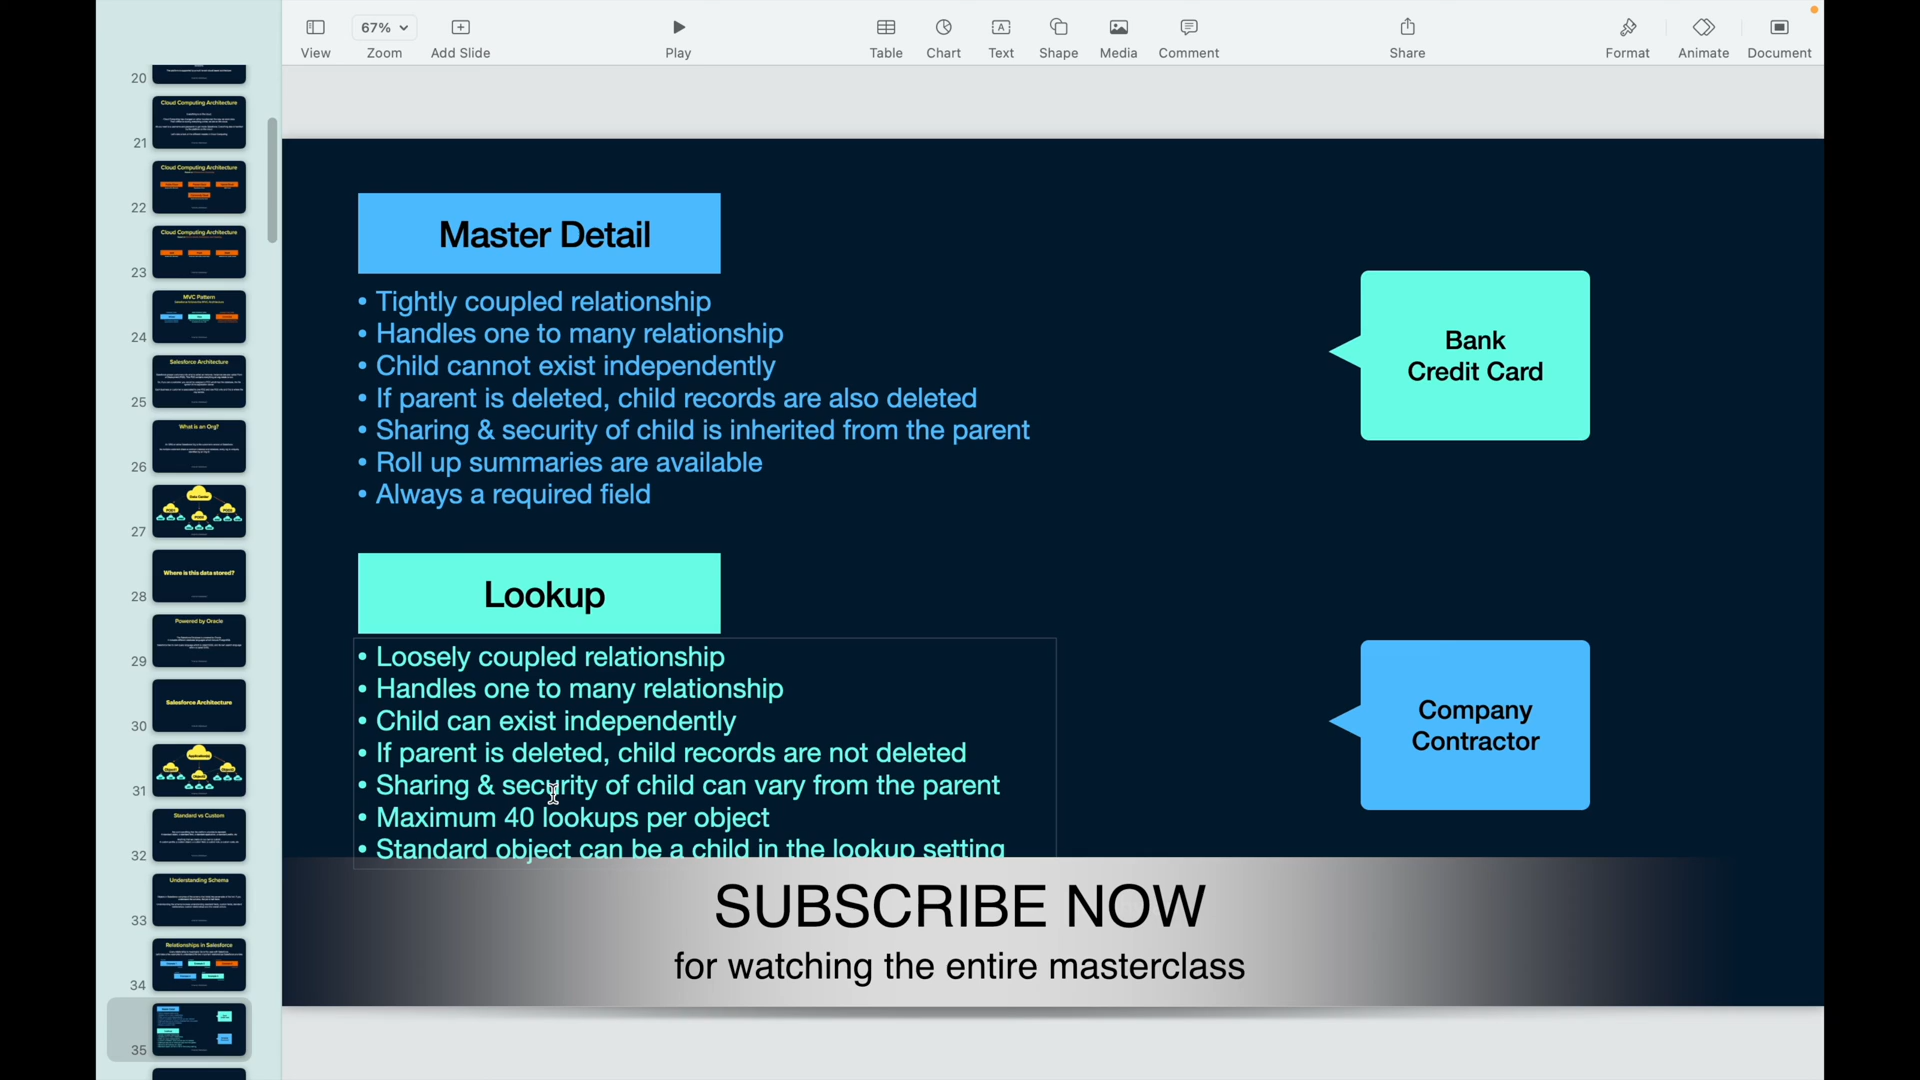 View
67%
Zoom
Add Slide
Play
Table
Chart
Text
Shape
Media
Comment
Share
Format
Animate
Document
20
21
Cloud Computing Architecture
22
Cloud Computing Architecture
23
Cloud Computing Architecture
24
MVC Pattern
25
Salesforce Architecture
26
What is an Org?
27
Data Center
28
Where is this data stored?
29
Powered by Oracle
30
Salesforce Architecture
31
32
Standard vs Custom
33
Understanding Schema
34
Relationships in Salesforce
35
Master Detail
• Tightly coupled relationship
• Handles one to many relationship
• Child cannot exist independently
• If parent is deleted, child records are also deleted
• Sharing & security of child is inherited from the parent
• Roll up summaries are available
• Always a required field
Bank
Credit Card
Lookup
• Loosely coupled relationship
• Handles one to many relationship
• Child can exist independently
• If parent is deleted, child records are not deleted
• Sharing & security of child can vary from the parent
• Maximum 40 lookups per object
• Standard object can be a child in the lookup setting
Company
Contractor
SUBSCRIBE NOW
for watching the entire masterclass